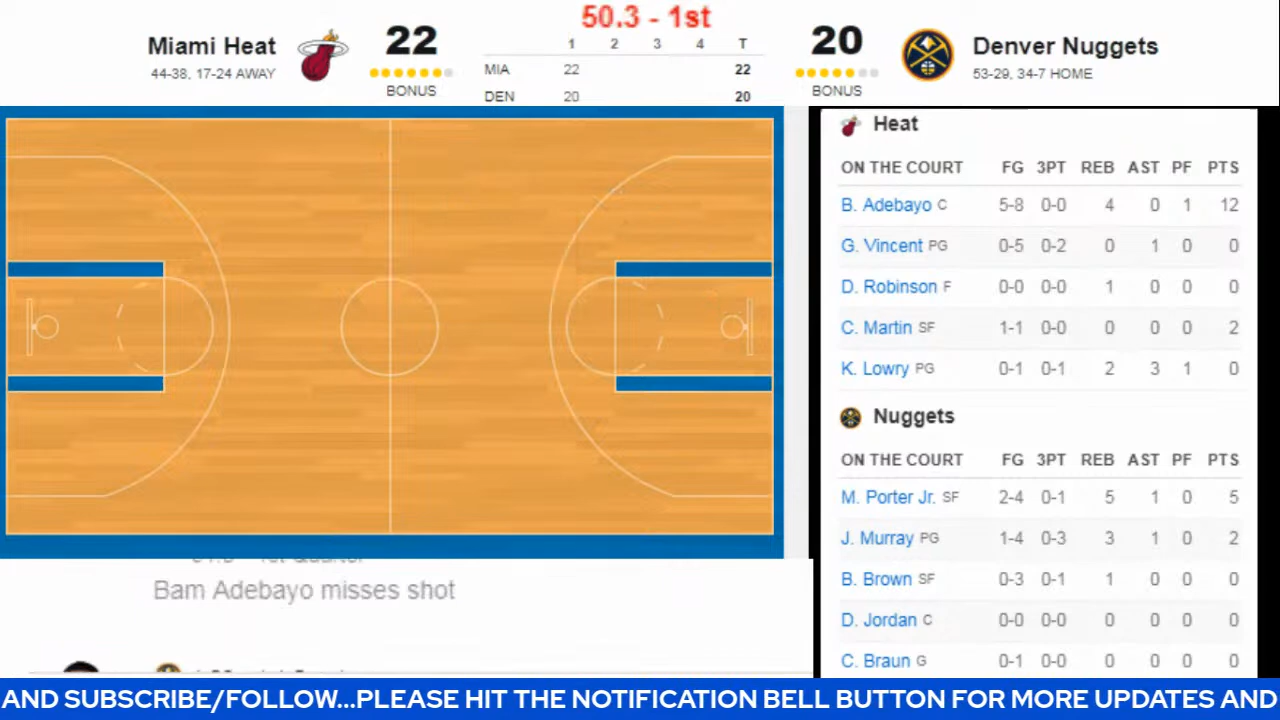 50.3 - 1st
Miami Heat
44-38, 17-24 AWAY
22
BONUS
1 2 3 4 T
MIA 22 22
DEN 20 20
20
BONUS
Denver Nuggets
53-29, 34-7 HOME
Heat
ON THE COURT FG 3PT REB AST PF PTS
B. Adebayo C 5-8 0-0 4 0 1 12
G. Vincent PG 0-5 0-2 0 1 0 0
D. Robinson F 0-0 0-0 1 0 0 0
C. Martin SF 1-1 0-0 0 0 0 2
K. Lowry PG 0-1 0-1 2 3 1 0
Nuggets
ON THE COURT FG 3PT REB AST PF PTS
M. Porter Jr. SF 2-4 0-1 5 1 0 5
J. Murray PG 1-4 0-3 3 1 0 2
B. Brown SF 0-3 0-1 1 0 0 0
D. Jordan C 0-0 0-0 0 0 0 0
C. Braun G 0-1 0-0 0 0 0 0
Bam Adebayo misses shot
AND SUBSCRIBE/FOLLOW...PLEASE HIT THE NOTIFICATION BELL BUTTON FOR MORE UPDATES AND